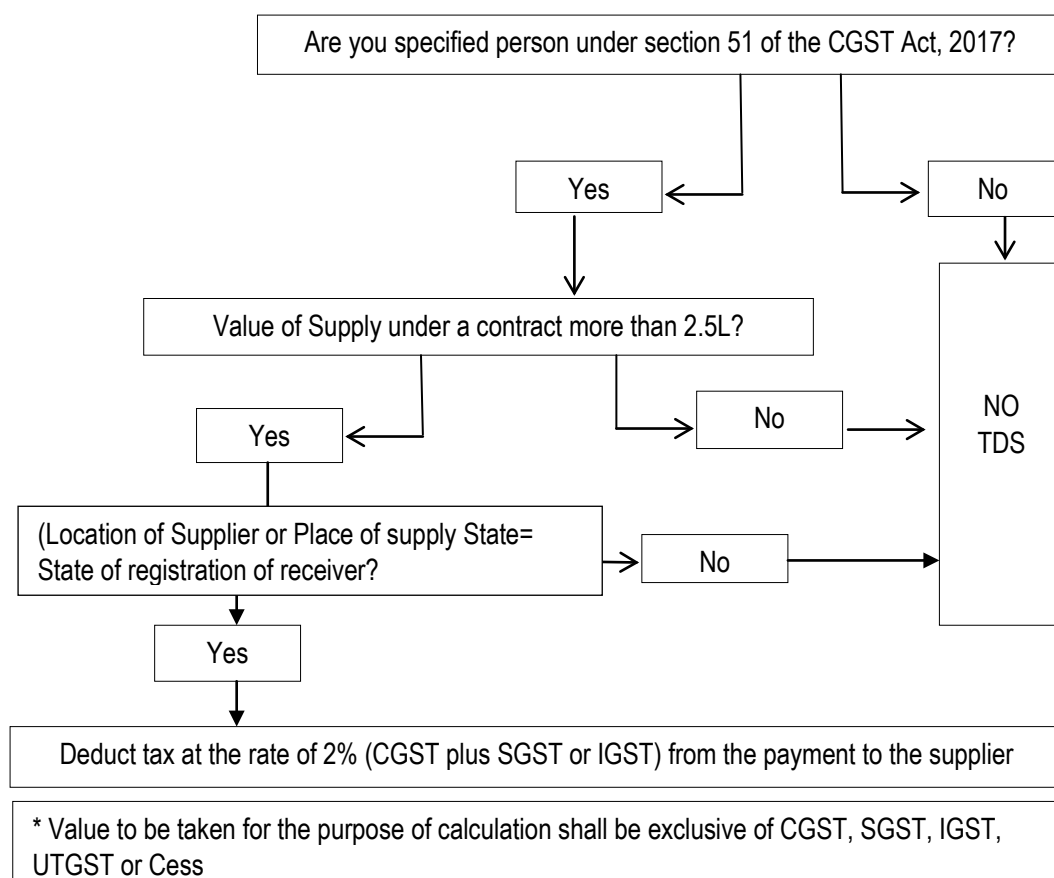 Are you specified person under section 51 of the CGST Act, 2017?
Yes
No
Value of Supply under a contract more than 2.5L?
Yes
No
NO
TDS
(Location of Supplier or Place of supply State=
State of registration of receiver?
No
Yes
Deduct tax at the rate of 2% (CGST plus SGST or IGST) from the payment to the supplier
* Value to be taken for the purpose of calculation shall be exclusive of CGST, SGST, IGST,
UTGST or Cess